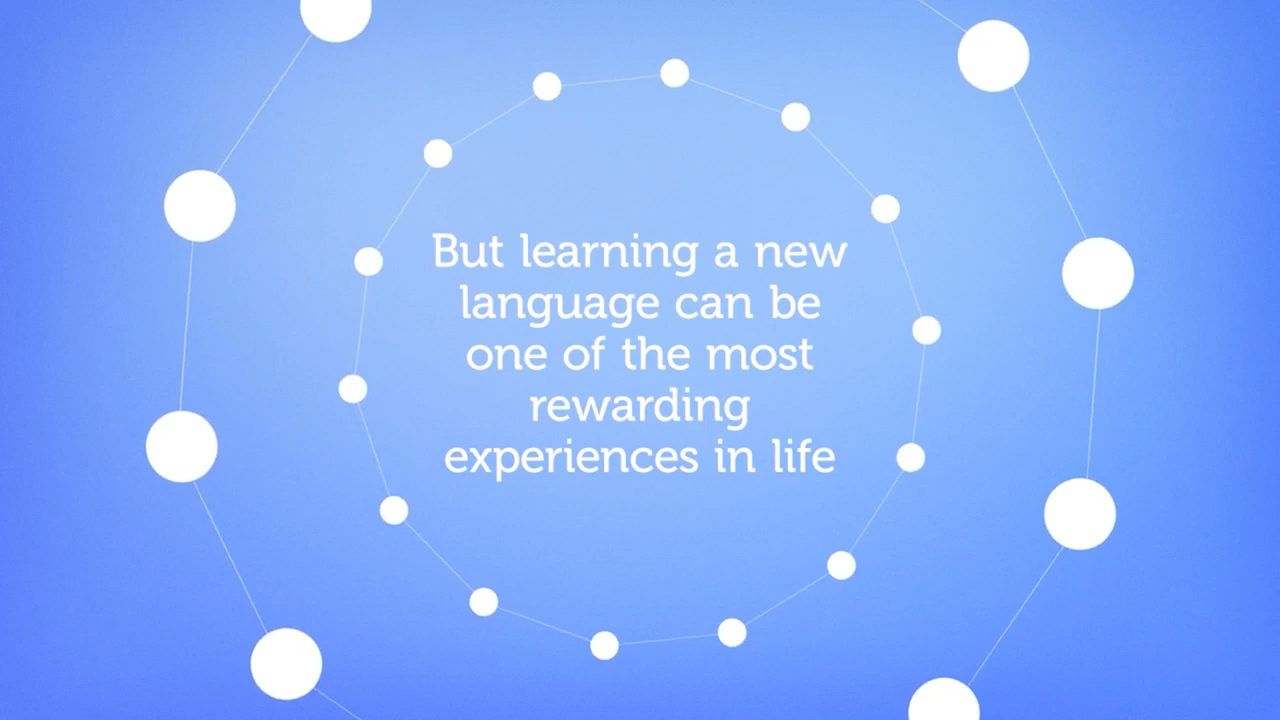 But learning a new
language can be
one of the most
rewarding
experiences in life